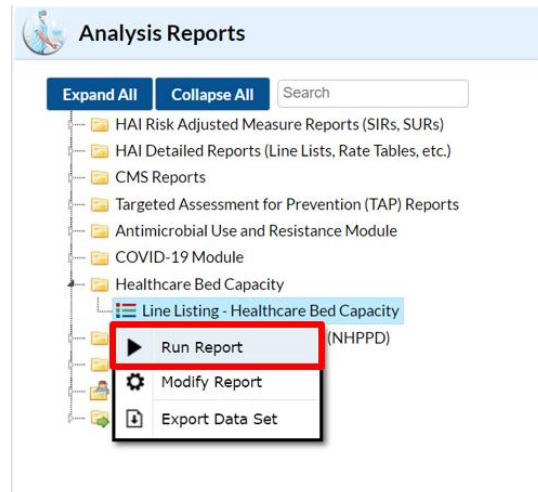 Analysis Reports
Expand All Collapse All Search
HAI Risk Adjusted Measure Reports (SIRs, SURs)
HAI Detailed Reports (Line Lists, Rate Tables, etc.)
CMS Reports
Targeted Assessment for Prevention (TAP) Reports
Antimicrobial Use and Resistance Module
COVID-19 Module
Healthcare Bed Capacity
Line Listing - Healthcare Bed Capacity
(NHPPD)
Run Report
Modify Report
Export Data Set